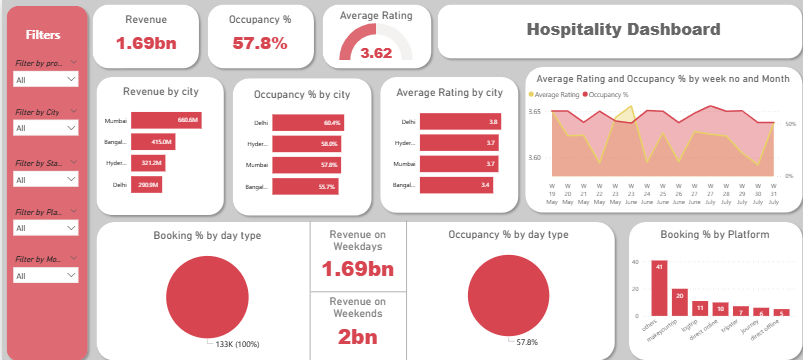 Filters
Filter by pro...
All
Filter by City
All
Filter by Sta...
All
Filter by Pla...
All
Filter by Mo...
All
Revenue
1.69bn
Occupancy %
57.8%
Average Rating
3.62
Hospitality Dashboard
Revenue by city
Mumbai 660.6M
Bangal... 415.0M
Hyder... 321.2M
Delhi 290.9M
Occupancy % by city
Delhi 60.4%
Hyder... 58.0%
Mumbai 57.8%
Bangal... 55.7%
Average Rating by city
Delhi 3.8
Hyder... 3.7
Mumbai 3.7
Bangal... 3.4
Average Rating and Occupancy % by week no and Month
Average Rating Occupancy %
3.65 50%
3.60
0%
W W W W W W W W W W W W W
19 20 21 22 23 23 24 25 26 27 28 29 30 31
May May May May May June June June June July July July July July
Booking % by day type
133K (100%)
Revenue on
Weekdays
1.69bn
Revenue on
Weekends
2bn
Occupancy % by day type
57.8%
Booking % by Platform
40
20
0
41 20 11 10 7 6 5
others makeyourtrip logtrip direct online tripster journey direct offline